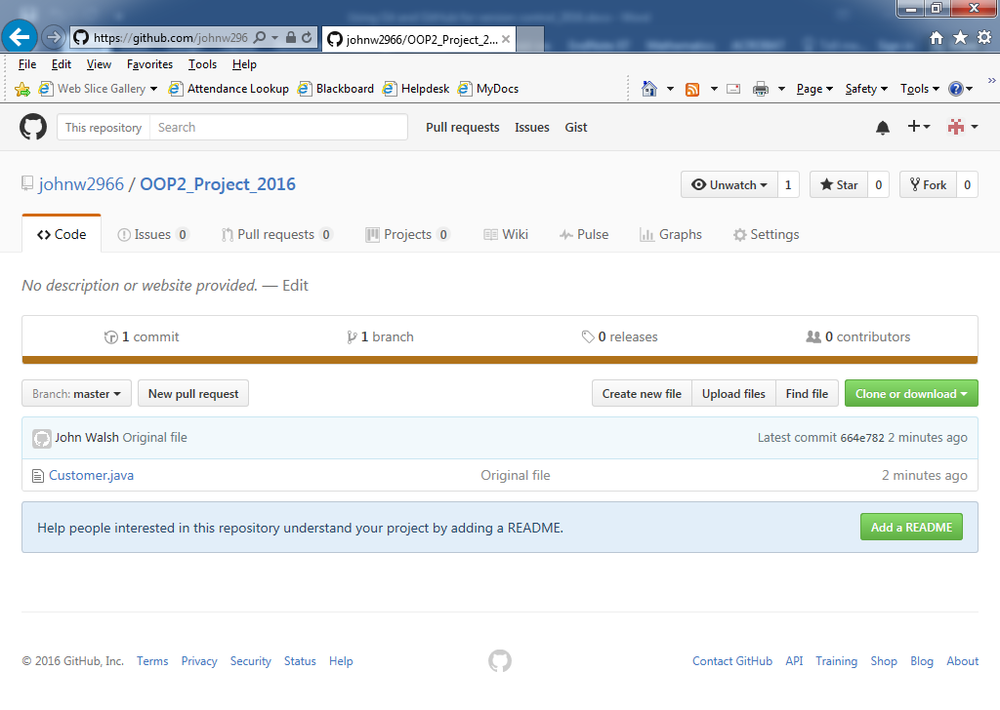 https://github.com/johnw296
johnw2966/OOP2_Project_2...
File Edit View Favorites Tools Help
Web Slice Gallery Attendance Lookup Blackboard Helpdesk MyDocs Page Safety Tools
This repository Search Pull requests Issues Gist
johnw2966 / OOP2_Project_2016 Unwatch 1 Star 0 Fork 0
Code Issues 0 Pull requests 0 Projects 0 Wiki Pulse Graphs Settings
No description or website provided. — Edit
1 commit 1 branch 0 releases 0 contributors
Branch: master New pull request Create new file Upload files Find file Clone or download
John Walsh Original file Latest commit 664e782 2 minutes ago
Customer.java Original file 2 minutes ago
Help people interested in this repository understand your project by adding a README. Add a README
© 2016 GitHub, Inc. Terms Privacy Security Status Help Contact GitHub API Training Shop Blog About